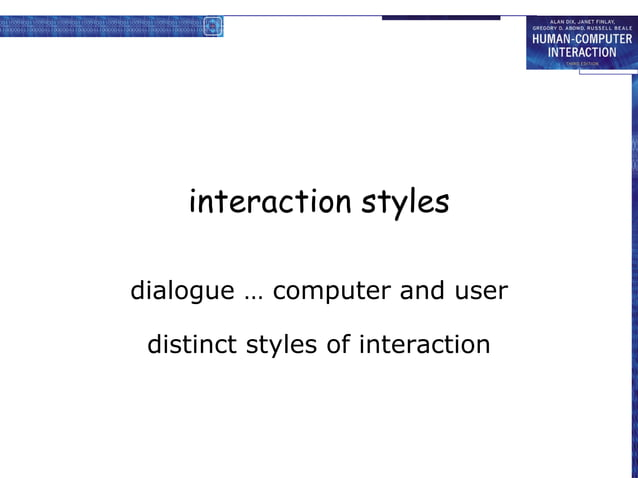 ALAN DIX, JANET FINLAY,
GREGORY D. ABOWD, RUSSELL BEALE
HUMAN-COMPUTER
INTERACTION
THIRD EDITION
interaction styles
dialogue … computer and user
distinct styles of interaction